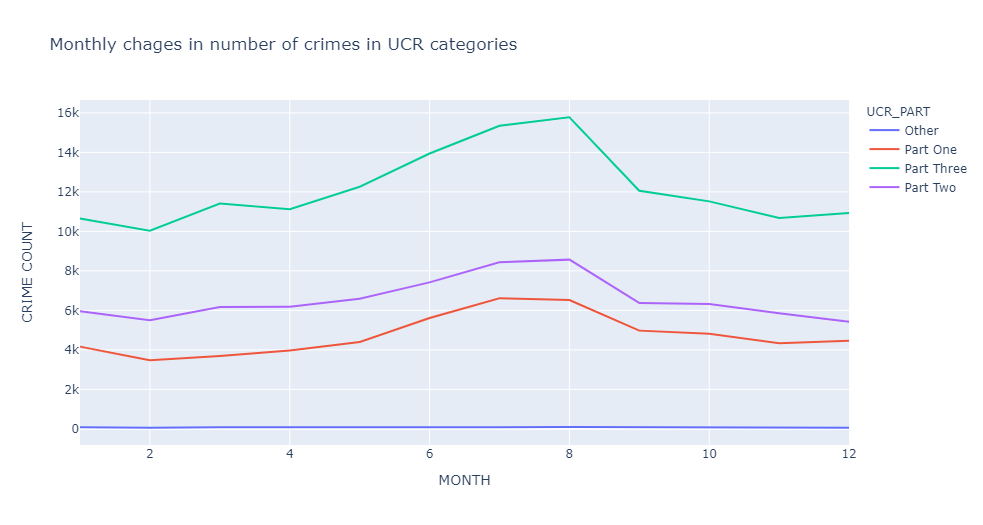 Monthly chages in number of crimes in UCR categories
UCR_PART
Other
Part One
Part Three
Part Two
CRIME COUNT
16k
14k
12k
10k
8k
6k
4k
2k
0
2 4 6 8 10 12
MONTH